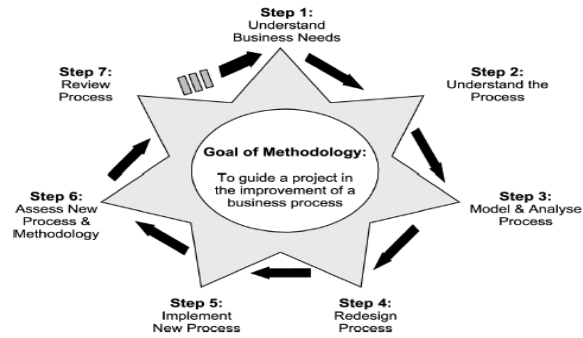 Step 1:
Understand
Business Needs
Step 2:
Understand the
Process
Step 3:
Model & Analyse
Process
Step 4:
Redesign
Process
Step 5:
Implement
New Process
Step 6:
Assess New
Process &
Methodology
Step 7:
Review
Process
Goal of Methodology:
To guide a project in
the improvement of a
business process